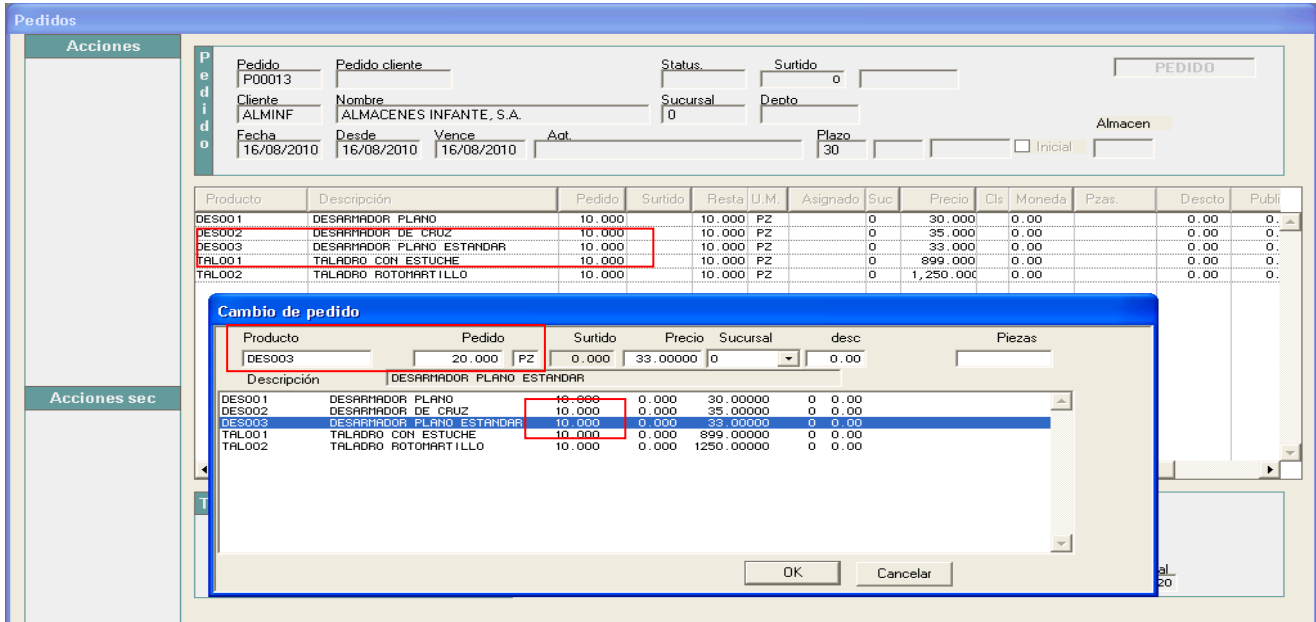 Pedidos
Acciones
Pedido
Pedido Pedido cliente Status. Surtido
P00013 0 PEDIDO
Cliente Nombre Sucursal Depto
ALMINF ALMACENES INFANTE, S.A. 0
Almacen
Fecha Desde Vence Agt. Plazo
16/08/2010 16/08/2010 16/08/2010 30 Inicial
Producto Descripción Pedido Surtido Resta U.M. Asignado Suc Precio Cls Moneda Pzas. Descto Publi
DES001 DESARMADOR PLANO 10.000 10.000 PZ 0 30.000 0.00 0.00 0.
DES002 DESARMADOR DE CRUZ 10.000 10.000 PZ 0 35.000 0.00 0.00 0.
DES003 DESARMADOR PLANO ESTANDAR 10.000 10.000 PZ 0 33.000 0.00 0.00 0.
TAL001 TALADRO CON ESTUCHE 10.000 10.000 PZ 0 899.000 0.00 0.00 0.
TAL002 TALADRO ROTOMARTILLO 10.000 10.000 PZ 0 1,250.000 0.00 0.00 0.
Cambio de pedido
Producto Pedido Surtido Precio Sucursal desc Piezas
DES003 20.000 PZ 0.000 33.00000 0 0.00
Descripción DESARMADOR PLANO ESTANDAR
Acciones sec
DES001 DESARMADOR PLANO 10.000 0.000 30.00000 0 0.00
DES002 DESARMADOR DE CRUZ 10.000 0.000 35.00000 0 0.00
DES003 DESARMADOR PLANO ESTANDAR 10.000 0.000 33.00000 0 0.00
TAL001 TALADRO CON ESTUCHE 10.000 0.000 899.00000 0 0.00
TAL002 TALADRO ROTOMARTILLO 10.000 0.000 1250.00000 0 0.00
T
OK Cancelar
al
20